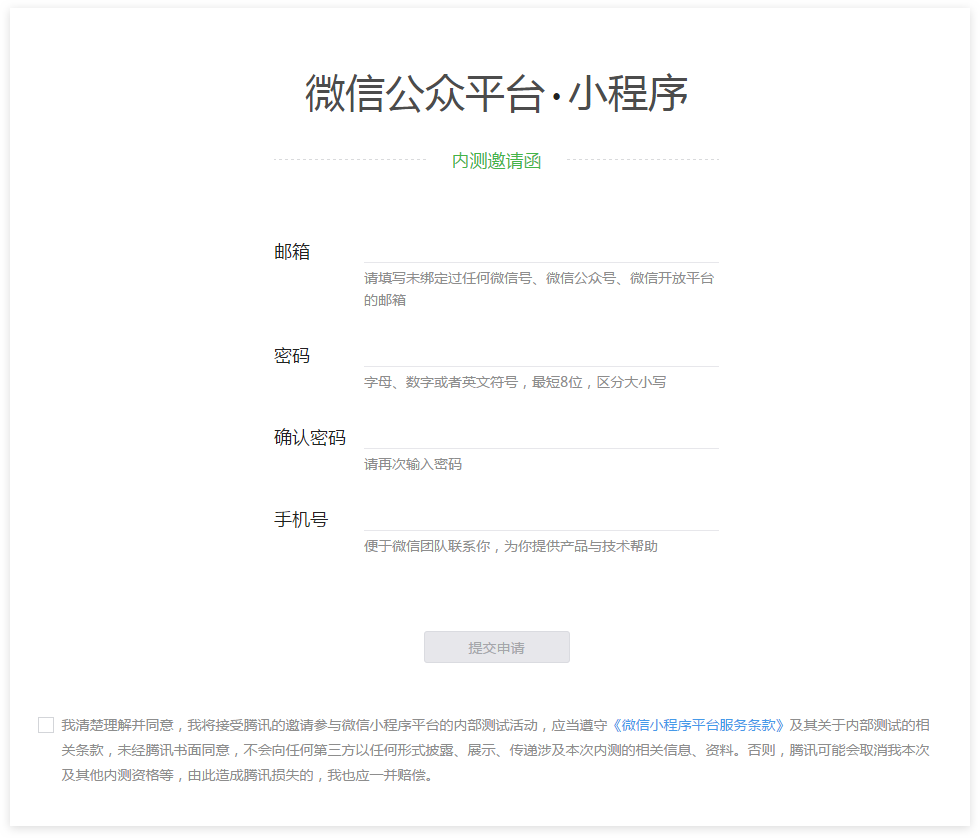 微信公众平台·小程序
内测邀请函
邮箱
请填写未绑定过任何微信号、微信公众号、微信开放平台
的邮箱
密码
字母、数字或者英文符号，最短8位，区分大小写
确认密码
请再次输入密码
手机号
便于微信团队联系你，为你提供产品与技术帮助
提交申请
我清楚理解并同意，我将接受腾讯的邀请参与微信小程序平台的内部测试活动，应当遵守《微信小程序平台服务条款》及其关于内部测试的相
关条款，未经腾讯书面同意，不会向任何第三方以任何形式披露、展示、传递涉及本次内测的相关信息、资料。否则，腾讯可能会取消我本次
及其他内测资格等，由此造成腾讯损失的，我也应一并赔偿。